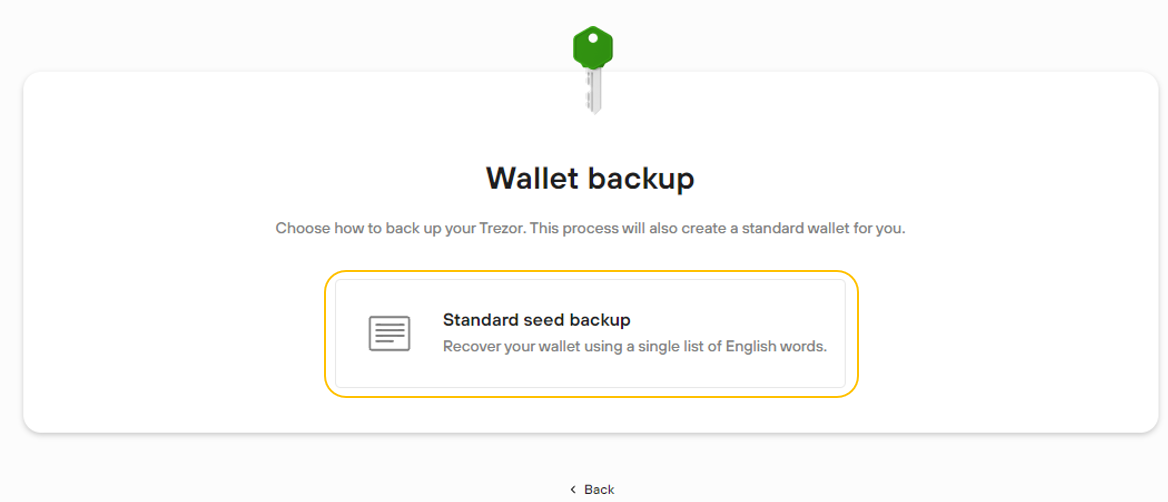 Wallet backup
Choose how to back up your Trezor. This process will also create a standard wallet for you.
Standard seed backup
Recover your wallet using a single list of English words.
Back